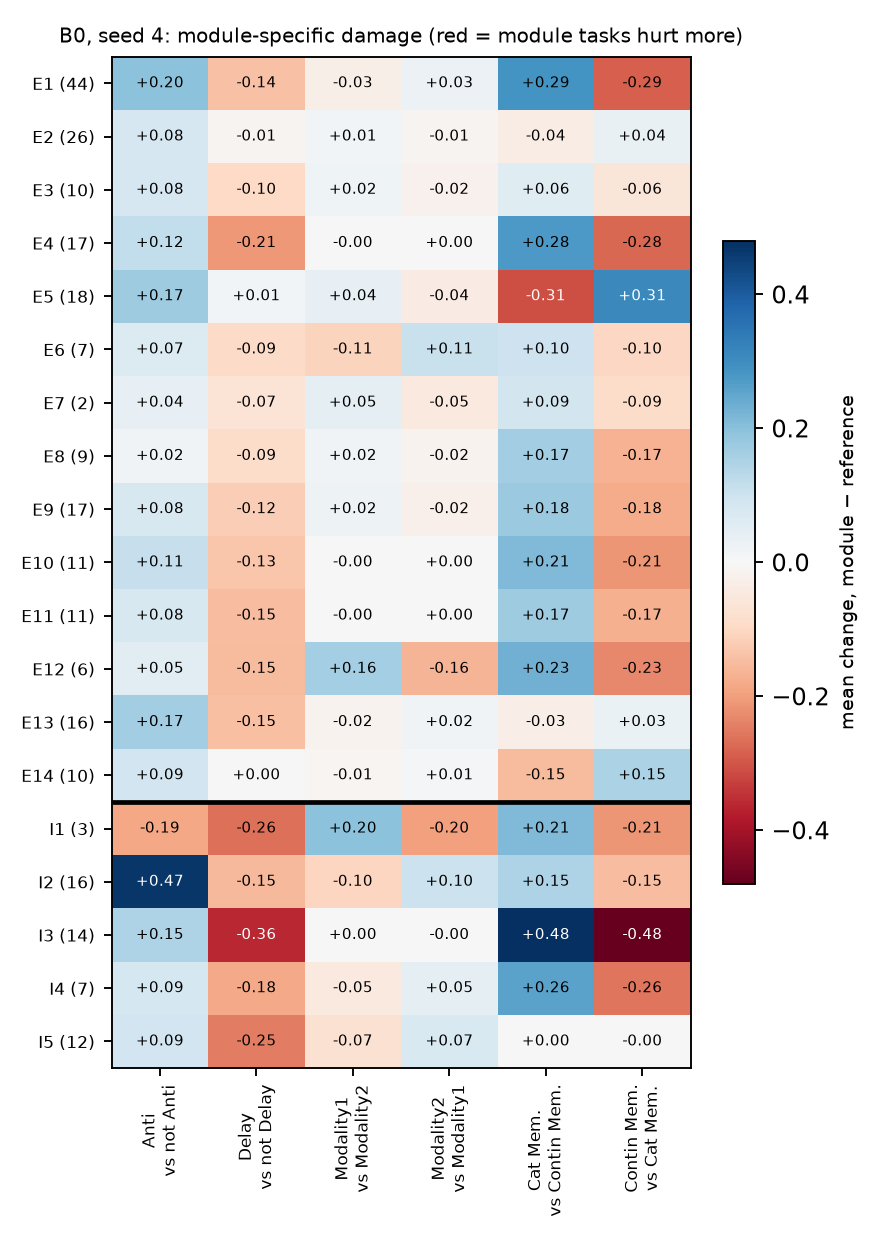 B0, seed 4: module-specific damage (red = module tasks hurt more)
E1 (44) +0.20 -0.14 -0.03 +0.03 +0.29 -0.29
E2 (26) +0.08 -0.01 +0.01 -0.01 -0.04 +0.04
E3 (10) +0.08 -0.10 +0.02 -0.02 +0.06 -0.06
E4 (17) +0.12 -0.21 -0.00 +0.00 +0.28 -0.28
E5 (18) +0.17 +0.01 +0.04 -0.04 -0.31 +0.31
E6 (7) +0.07 -0.09 -0.11 +0.11 +0.10 -0.10
E7 (2) +0.04 -0.07 +0.05 -0.05 +0.09 -0.09
E8 (9) +0.02 -0.09 +0.02 -0.02 +0.17 -0.17
E9 (17) +0.08 -0.12 +0.02 -0.02 +0.18 -0.18
E10 (11) +0.11 -0.13 -0.00 +0.00 +0.21 -0.21
E11 (11) +0.08 -0.15 -0.00 +0.00 +0.17 -0.17
E12 (6) +0.05 -0.15 +0.16 -0.16 +0.23 -0.23
E13 (16) +0.17 -0.15 -0.02 +0.02 -0.03 +0.03
E14 (10) +0.09 +0.00 -0.01 +0.01 -0.15 +0.15
I1 (3) -0.19 -0.26 +0.20 -0.20 +0.21 -0.21
I2 (16) +0.47 -0.15 -0.10 +0.10 +0.15 -0.15
I3 (14) +0.15 -0.36 +0.00 -0.00 +0.48 -0.48
I4 (7) +0.09 -0.18 -0.05 +0.05 +0.26 -0.26
I5 (12) +0.09 -0.25 -0.07 +0.07 +0.00 -0.00
Anti
vs not Anti
Delay
vs not Delay
Modality1
vs Modality2
Modality2
vs Modality1
Cat Mem.
vs Contin Mem.
Contin Mem.
vs Cat Mem.
0.4
0.2
0.0
−0.2
−0.4
mean change, module − reference